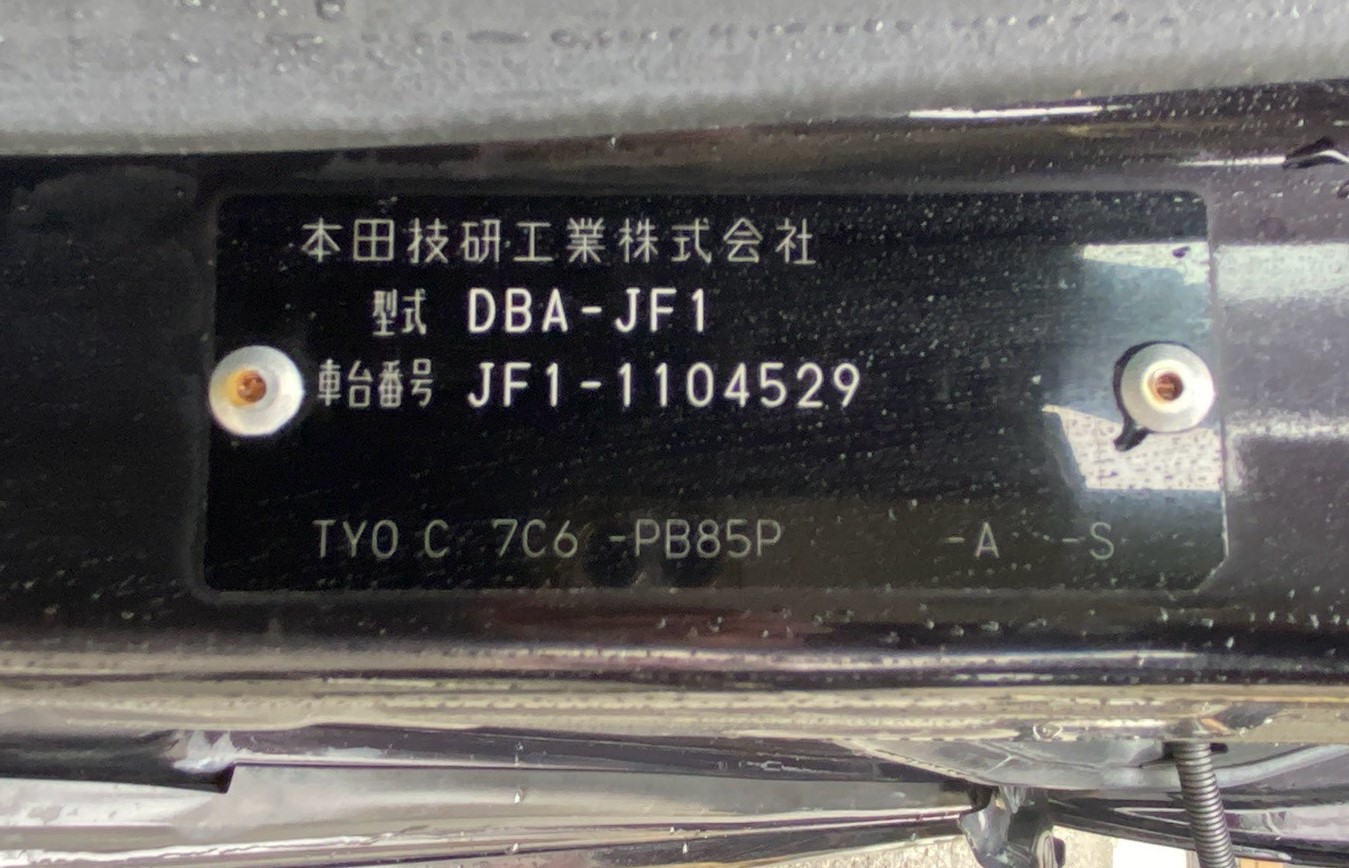 本田技研工業株式会社
型式 DBA-JF1
車台番号 JF1-1104529
TYO C 7C6 -PB85P -A -S